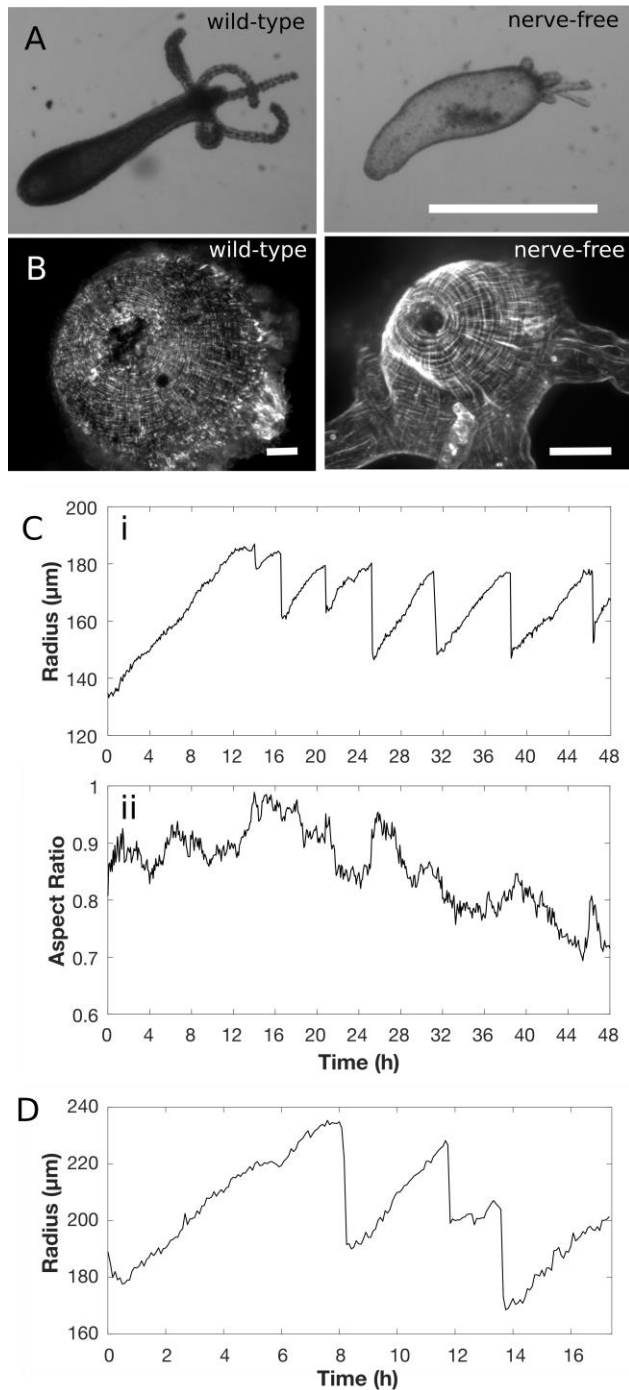 A wild-type nerve-free
B wild-type nerve-free
C i
200
180
160
140
120
Radius (μm)
0 4 8 12 16 20 24 28 32 36 40 44 48
ii
1
0.9
0.8
0.7
0.6
Aspect Ratio
0 4 8 12 16 20 24 28 32 36 40 44 48
Time (h)
D
240
220
200
180
160
Radius (μm)
0 2 4 6 8 10 12 14 16
Time (h)